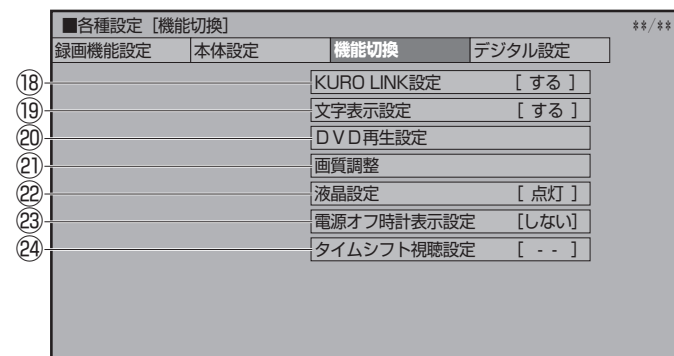 ■各種設定［機能切換］ **/**
録画機能設定 本体設定 機能切換 デジタル設定
⑱ KURO LINK設定 [ する ]
⑲ 文字表示設定 [ する ]
⑳ ＤＶＤ再生設定
㉑ 画質調整
㉒ 液晶設定 [ 点灯 ]
㉓ 電源オフ時計表示設定 [しない]
㉔ タイムシフト視聴設定 [ - - ]